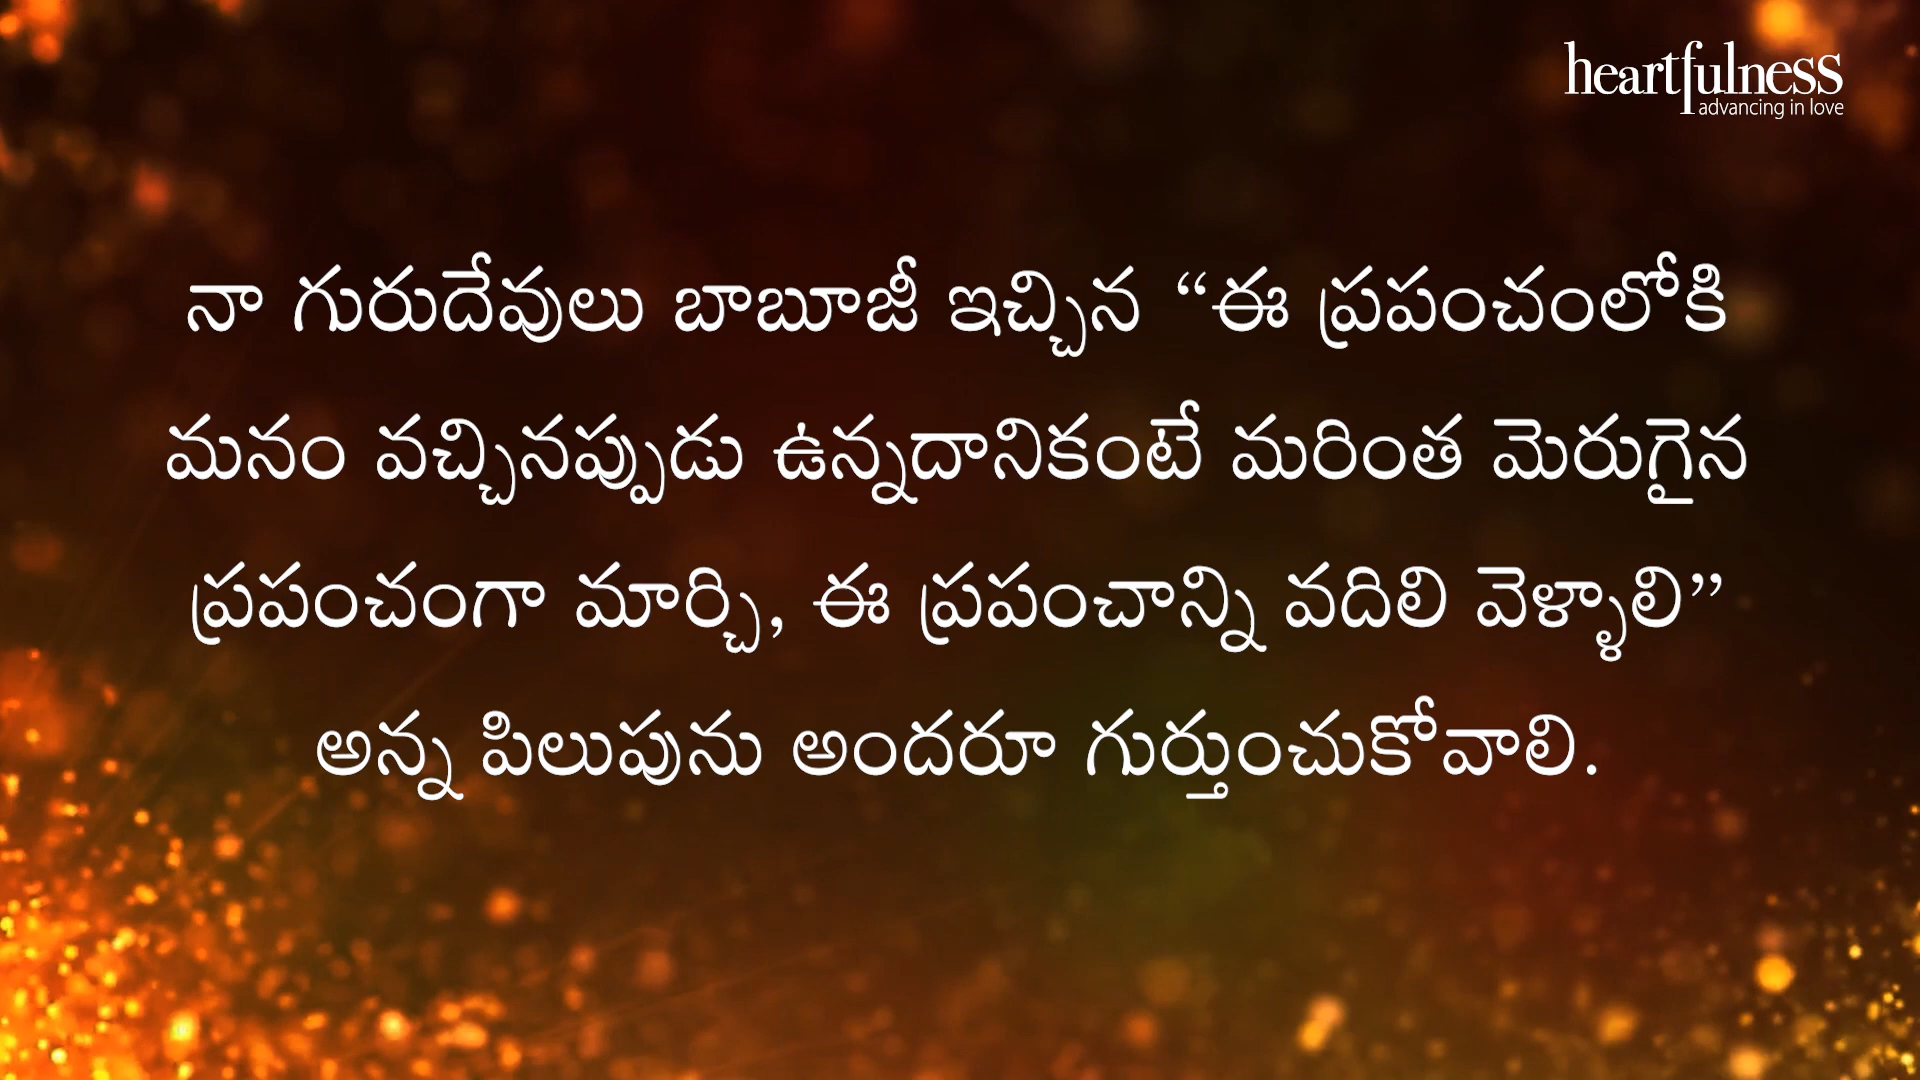 heartfulness
advancing in love
నా గురుదేవులు బాబూజీ ఇచ్చిన “ఈ ప్రపంచంలోకి
మనం వచ్చినప్పుడు ఉన్నదానికంటే మరింత మెరుగైన
ప్రపంచంగా మార్చి, ఈ ప్రపంచాన్ని వదిలి వెళ్ళాలి”
అన్న పిలుపును అందరూ గుర్తుంచుకోవాలి.